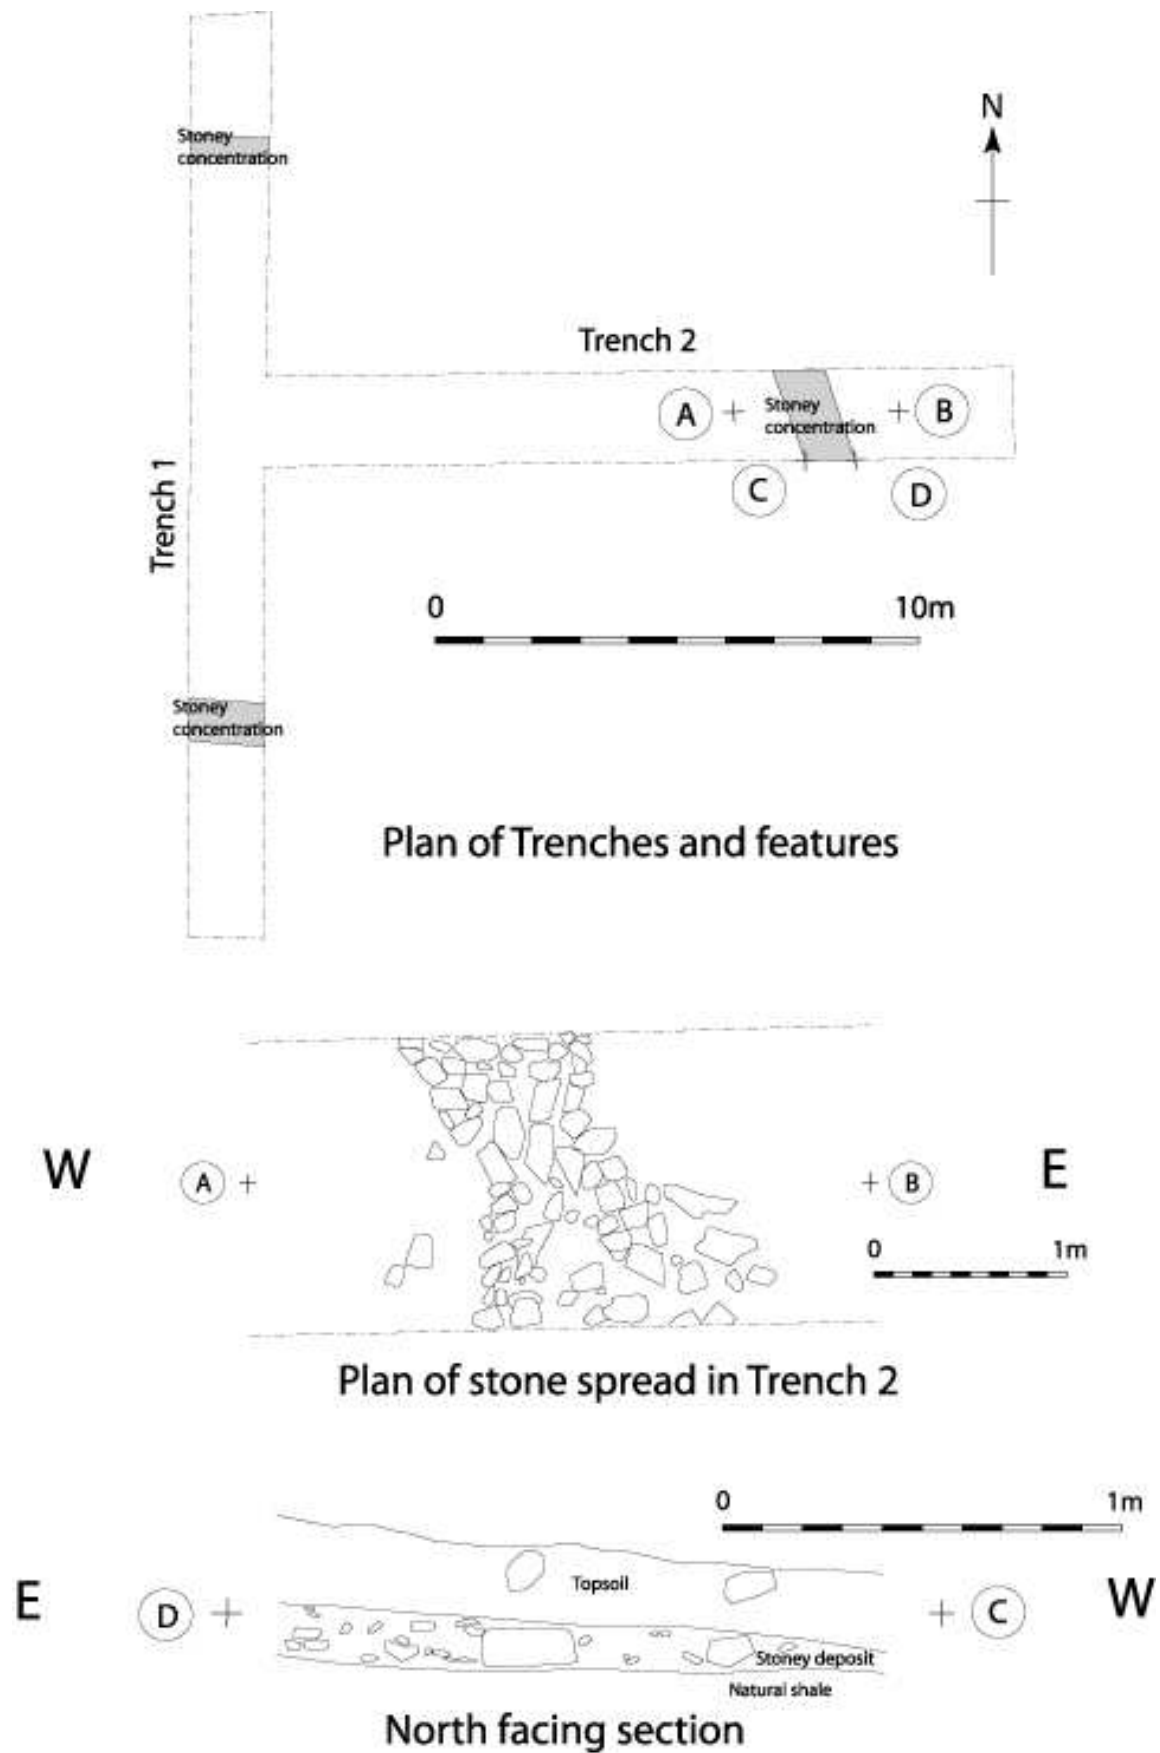 N
Stoney
concentration
Trench 2
A
Stoney
concentration
B
C
D
Trench 1
0 10m
Stoney
concentration
Plan of Trenches and features
W
A
B
E
0 1m
Plan of stone spread in Trench 2
0 1m
E
D
Topsoil
C
W
Stoney deposit
Natural shale
North facing section